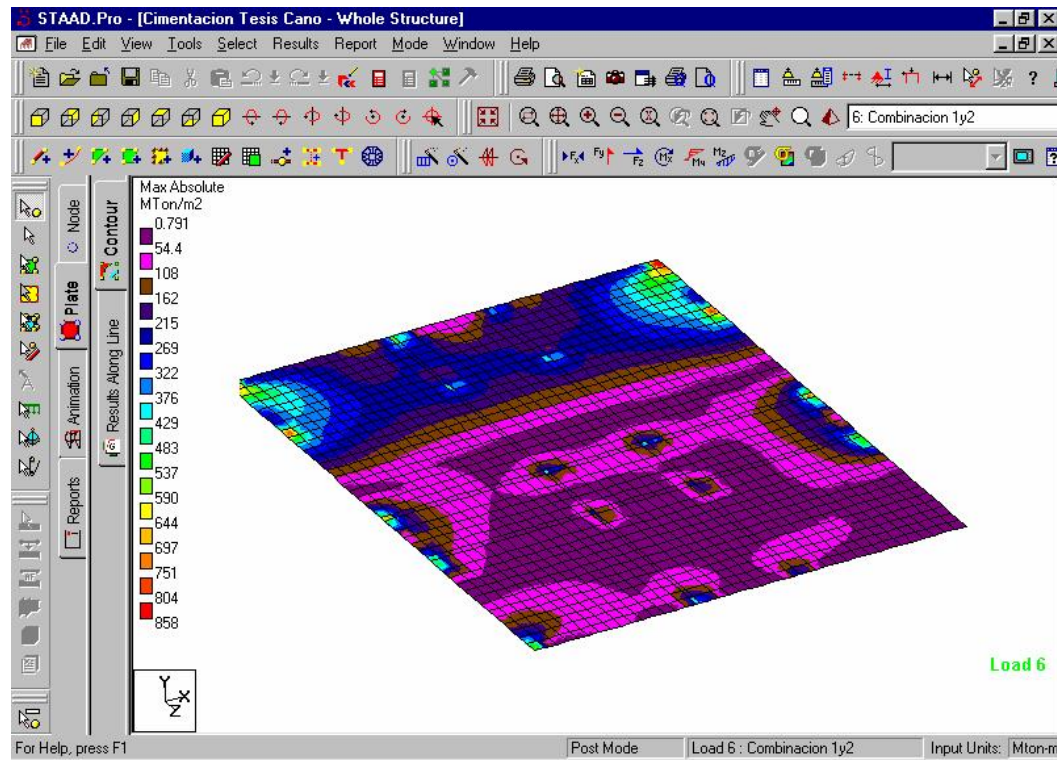 STAAD.Pro - [Cimentacion Tesis Cano - Whole Structure]
File Edit View Tools Select Results Report Mode Window Help
6: Combinacion 1y2
Node
Plate
Animation
Reports
Contour
Results Along Line
Max Absolute
MTon/m2
0.791
54.4
108
162
215
269
322
376
429
483
537
590
644
697
751
804
858
Y
X
Z
Load 6
For Help, press F1
Post Mode
Load 6 : Combinacion 1y2
Input Units: Mton-m